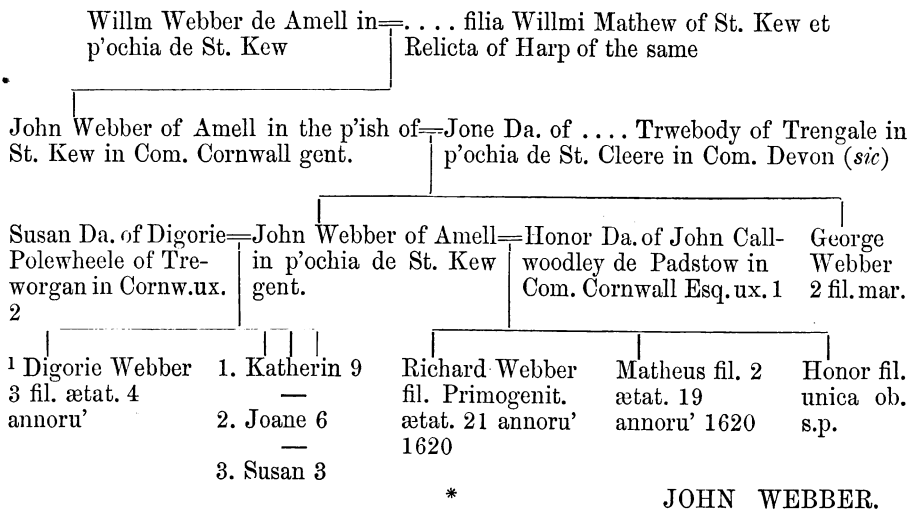 Willm Webber de Amell in=. . . . filia Willmi Mathew of St. Kew et
p'ochia de St. Kew Relicta of Harp of the same
John Webber of Amell in the p'ish of=Jone Da. of . . . . Trwebody of Trengale in
St. Kew in Com. Cornwall gent. p'ochia de St. Cleere in Com. Devon (sic)
Susan Da. of Digorie=John Webber of Amell=Honor Da. of John Call-
Polewheele of Tre-
worgan in Cornw. ux.
2
in p'ochia de St. Kew
gent.
woodley de Padstow in
Com. Cornwall Esq. ux. 1
George
Webber
2 fil. mar.
¹ Digorie Webber
3 fil. ætat. 4
annoru'
1. Katherin 9
—
2. Joane 6
—
3. Susan 3
Richard Webber
fil. Primogenit.
ætat. 21 annoru'
1620
Matheus fil. 2
ætat. 19
annoru' 1620
Honor fil.
unica ob.
s.p.
* JOHN WEBBER.